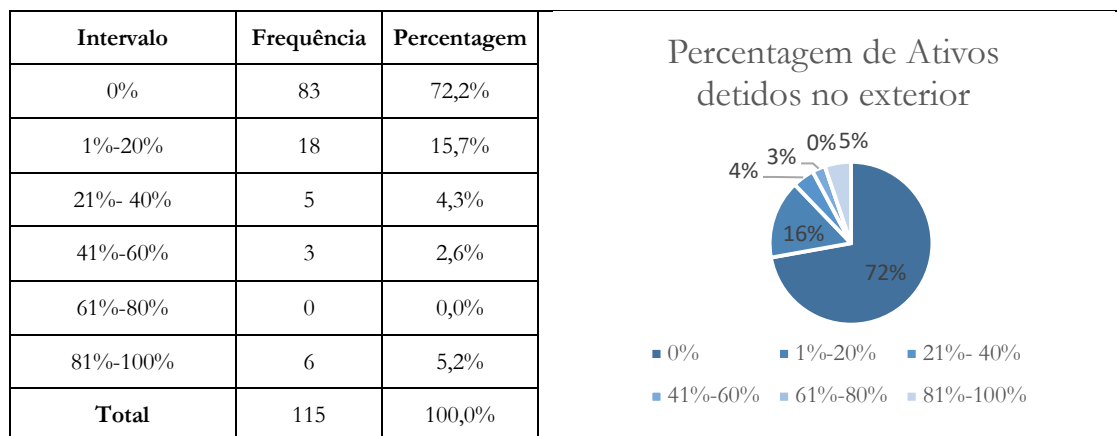 Intervalo Frequência Percentagem
0% 83 72,2%
1%-20% 18 15,7%
21%- 40% 5 4,3%
41%-60% 3 2,6%
61%-80% 0 0,0%
81%-100% 6 5,2%
Total 115 100,0%
Percentagem de Ativos
detidos no exterior
72%
16%
4%
3%
0%
5%
0% 1%-20% 21%- 40%
41%-60% 61%-80% 81%-100%